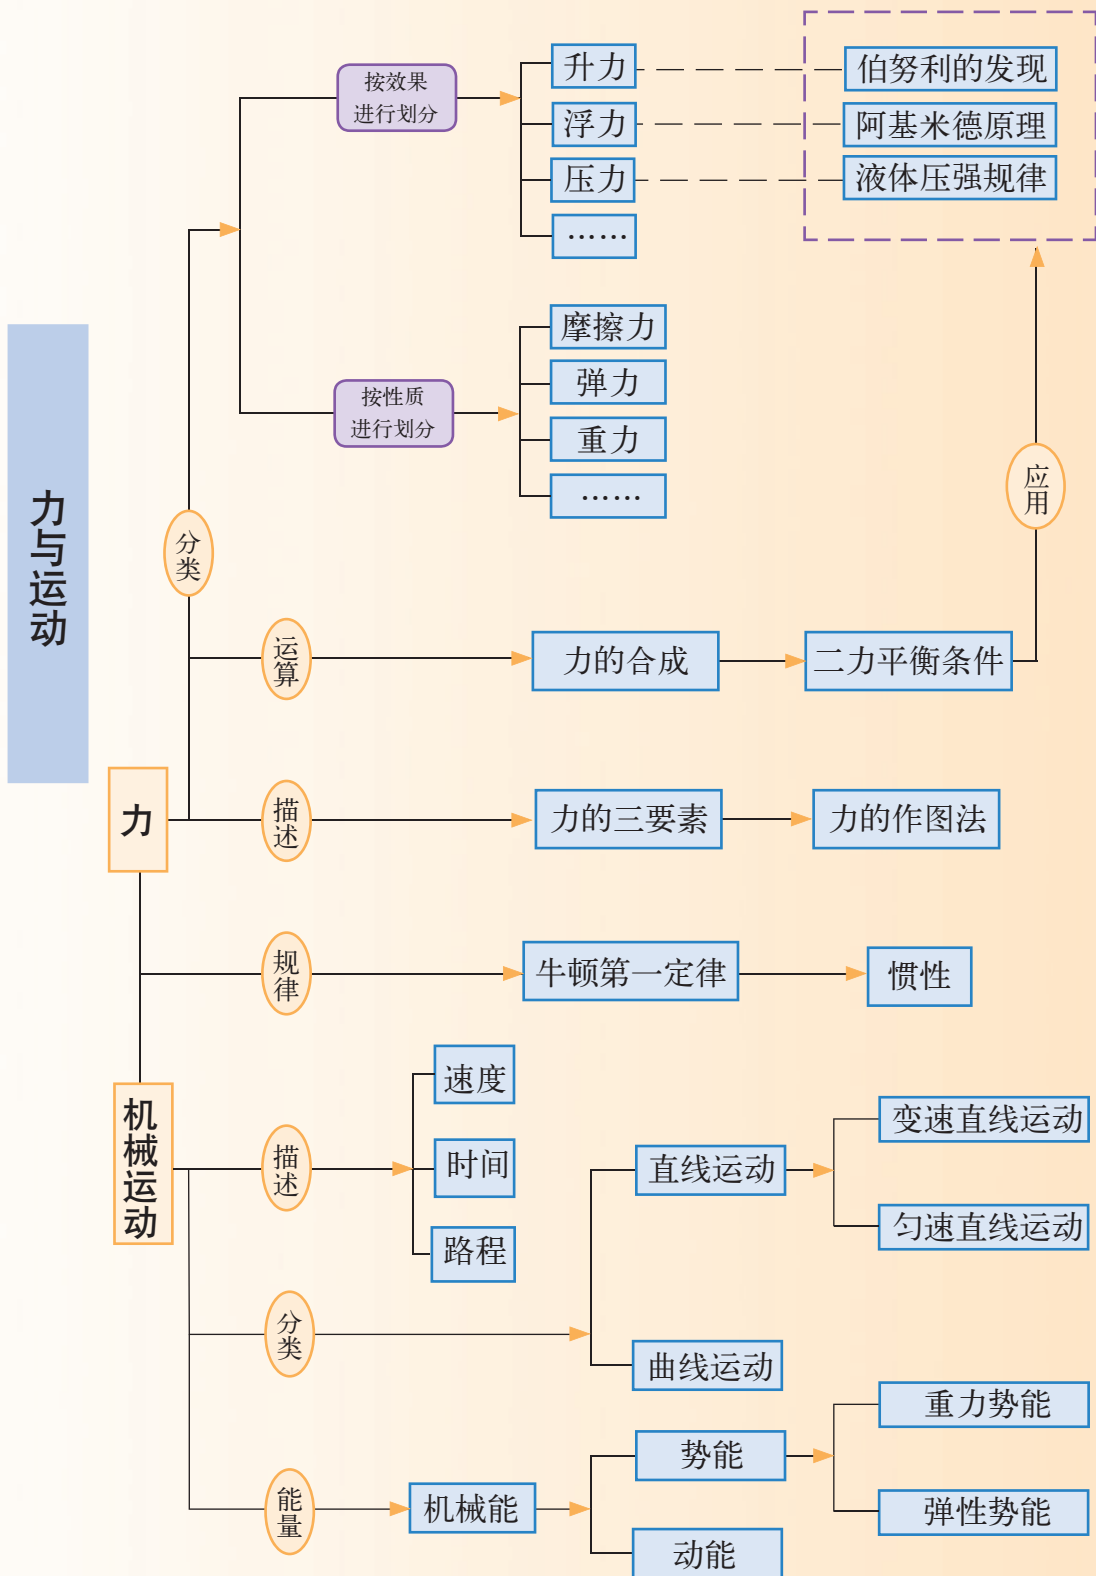 力与运动
按效果
进行划分
升力
伯努利的发现
浮力
阿基米德原理
压力
液体压强规律
……
按性质
进行划分
摩擦力
弹力
重力
……
应用
分类
运算
力的合成
二力平衡条件
力
描述
力的三要素
力的作图法
规律
牛顿第一定律
惯性
机械运动
描述
速度
时间
路程
分类
直线运动
变速直线运动
匀速直线运动
曲线运动
能量
机械能
势能
重力势能
弹性势能
动能